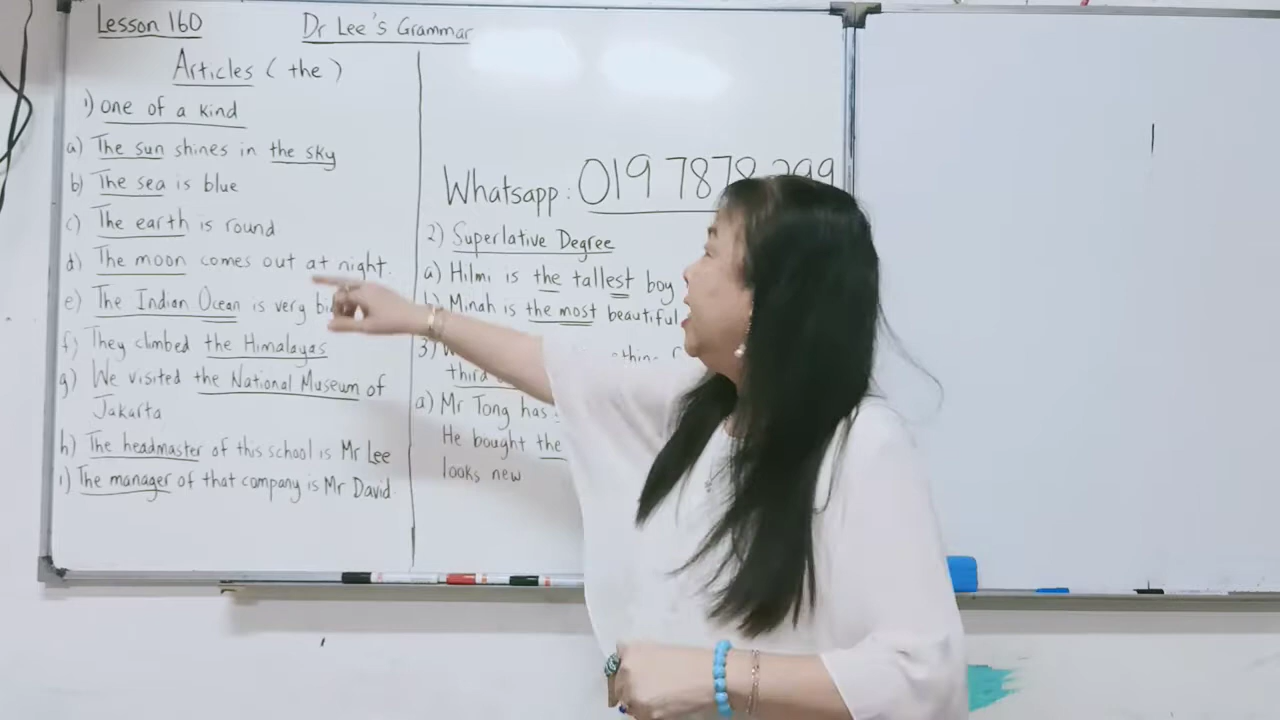 Lesson 160
Dr Lee's Grammar
Articles ( the )
1) one of a kind
a) The sun shines in the sky
b) The sea is blue
c) The earth is round
d) The moon comes out at night.
e) The Indian Ocean is very
f) They climbed the Himalayas
g) We visited the National Museum of
Jakarta
h) The headmaster of this school is Mr Lee
i) The manager of that company is Mr David.
Whatsapp : 019 7878 299
2) Superlative Degree
a) Hilmi is the tallest boy
b) Minah is the most beautiful
3)
third
a) Mr Tong has
He bought the
looks new